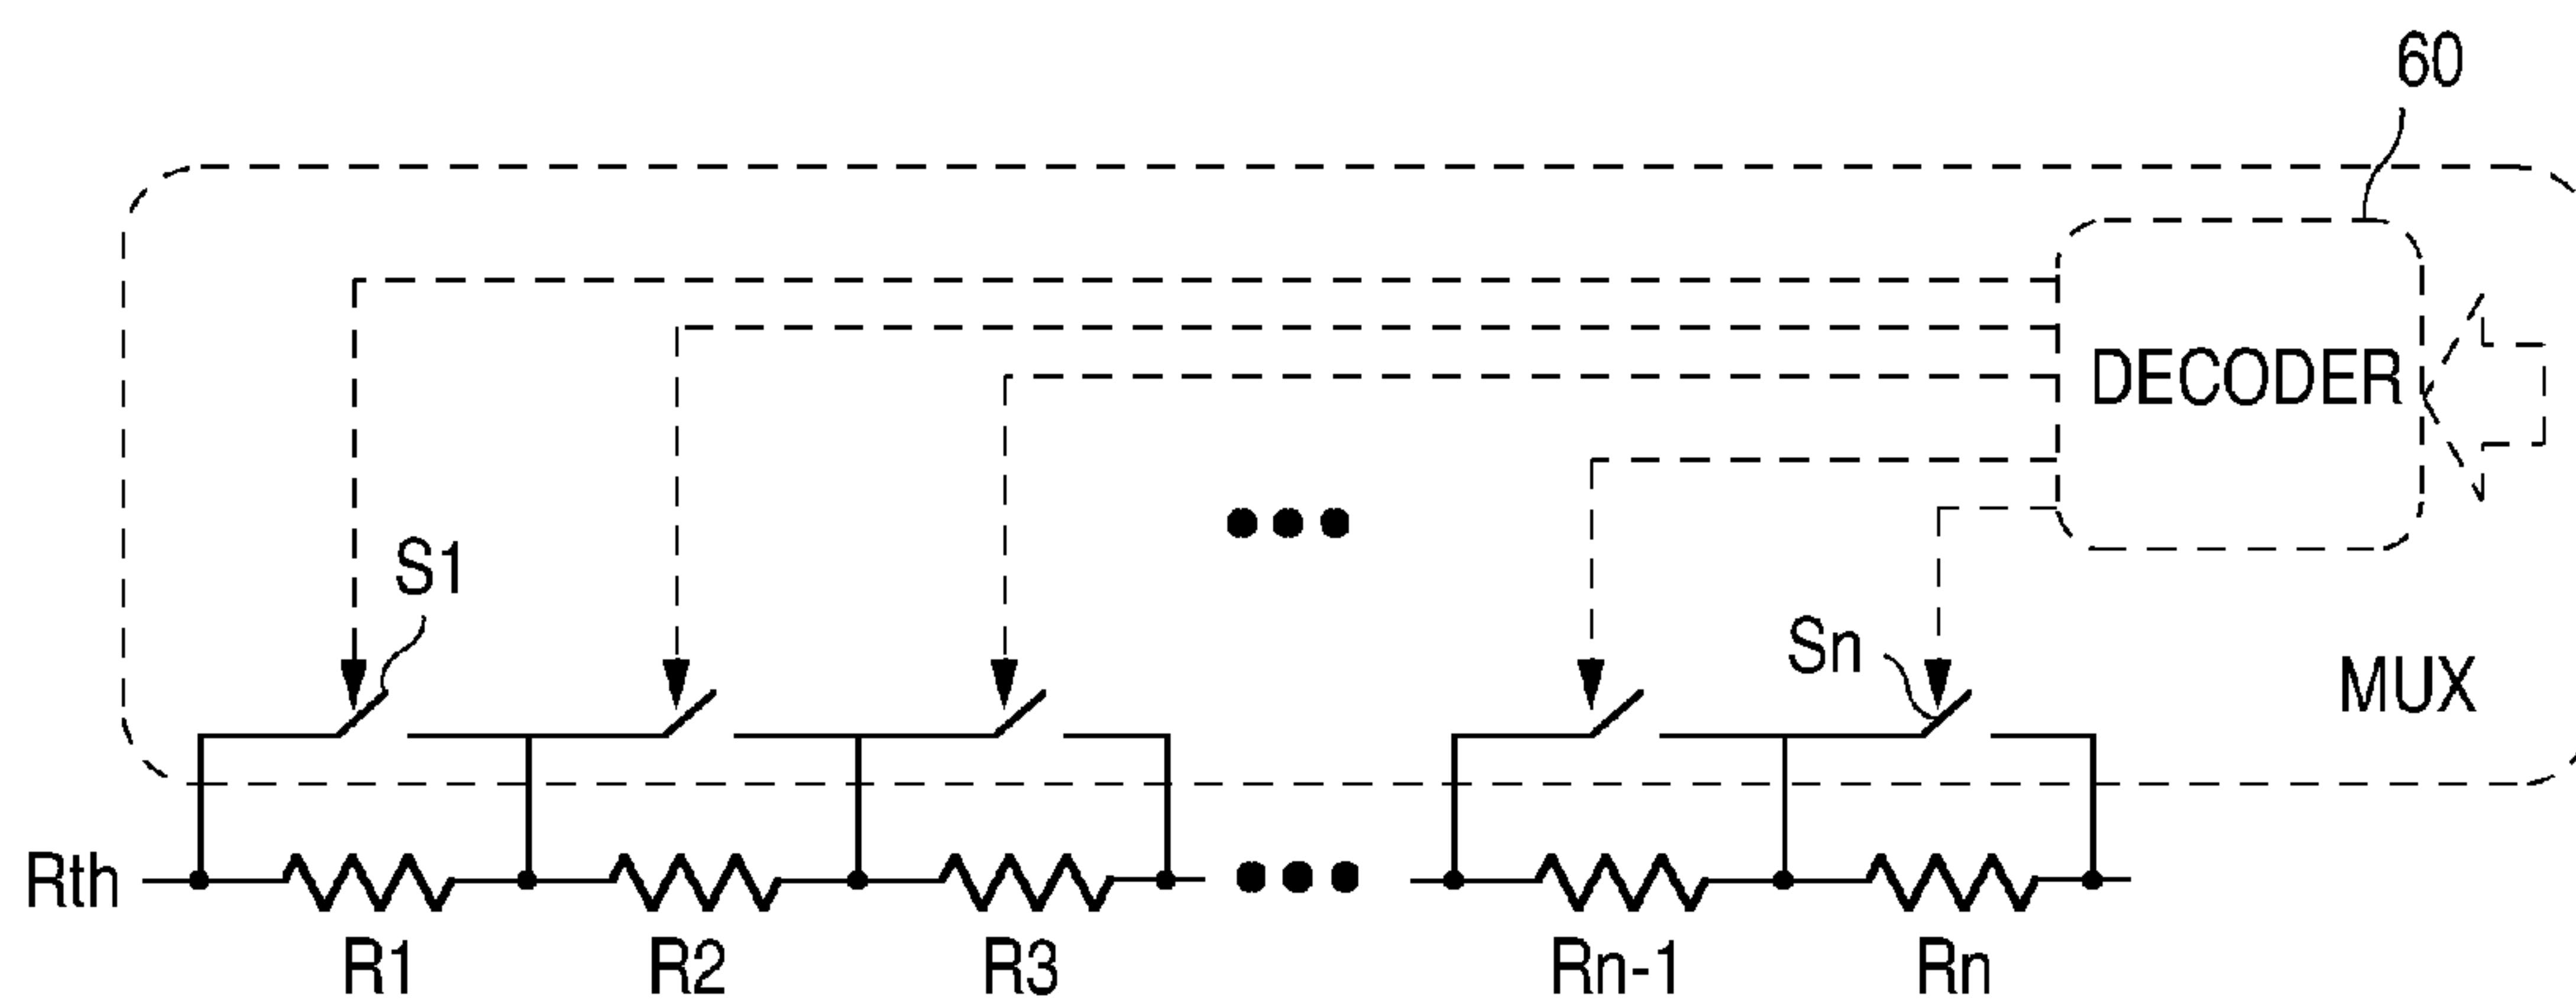 60
DECODER
S1
Sn
MUX
Rth
R1 R2 R3 Rn-1 Rn